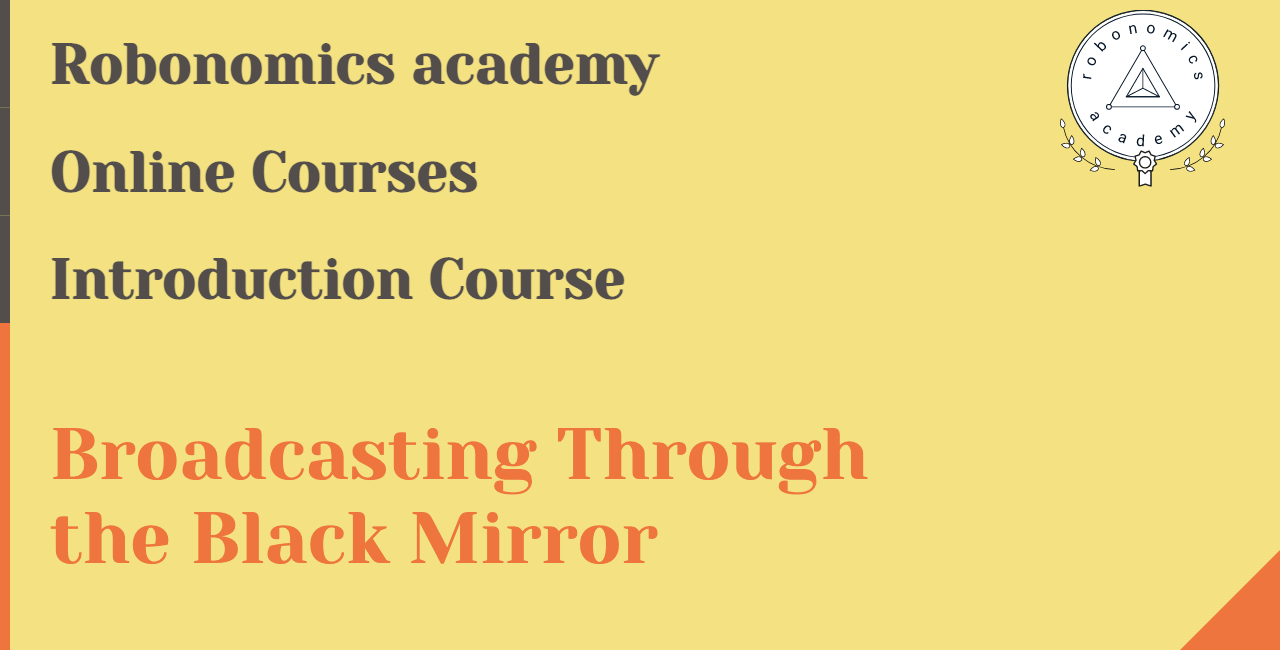 Robonomics academy
Online Courses
Introduction Course
Broadcasting Through
the Black Mirror
robonomics
academy